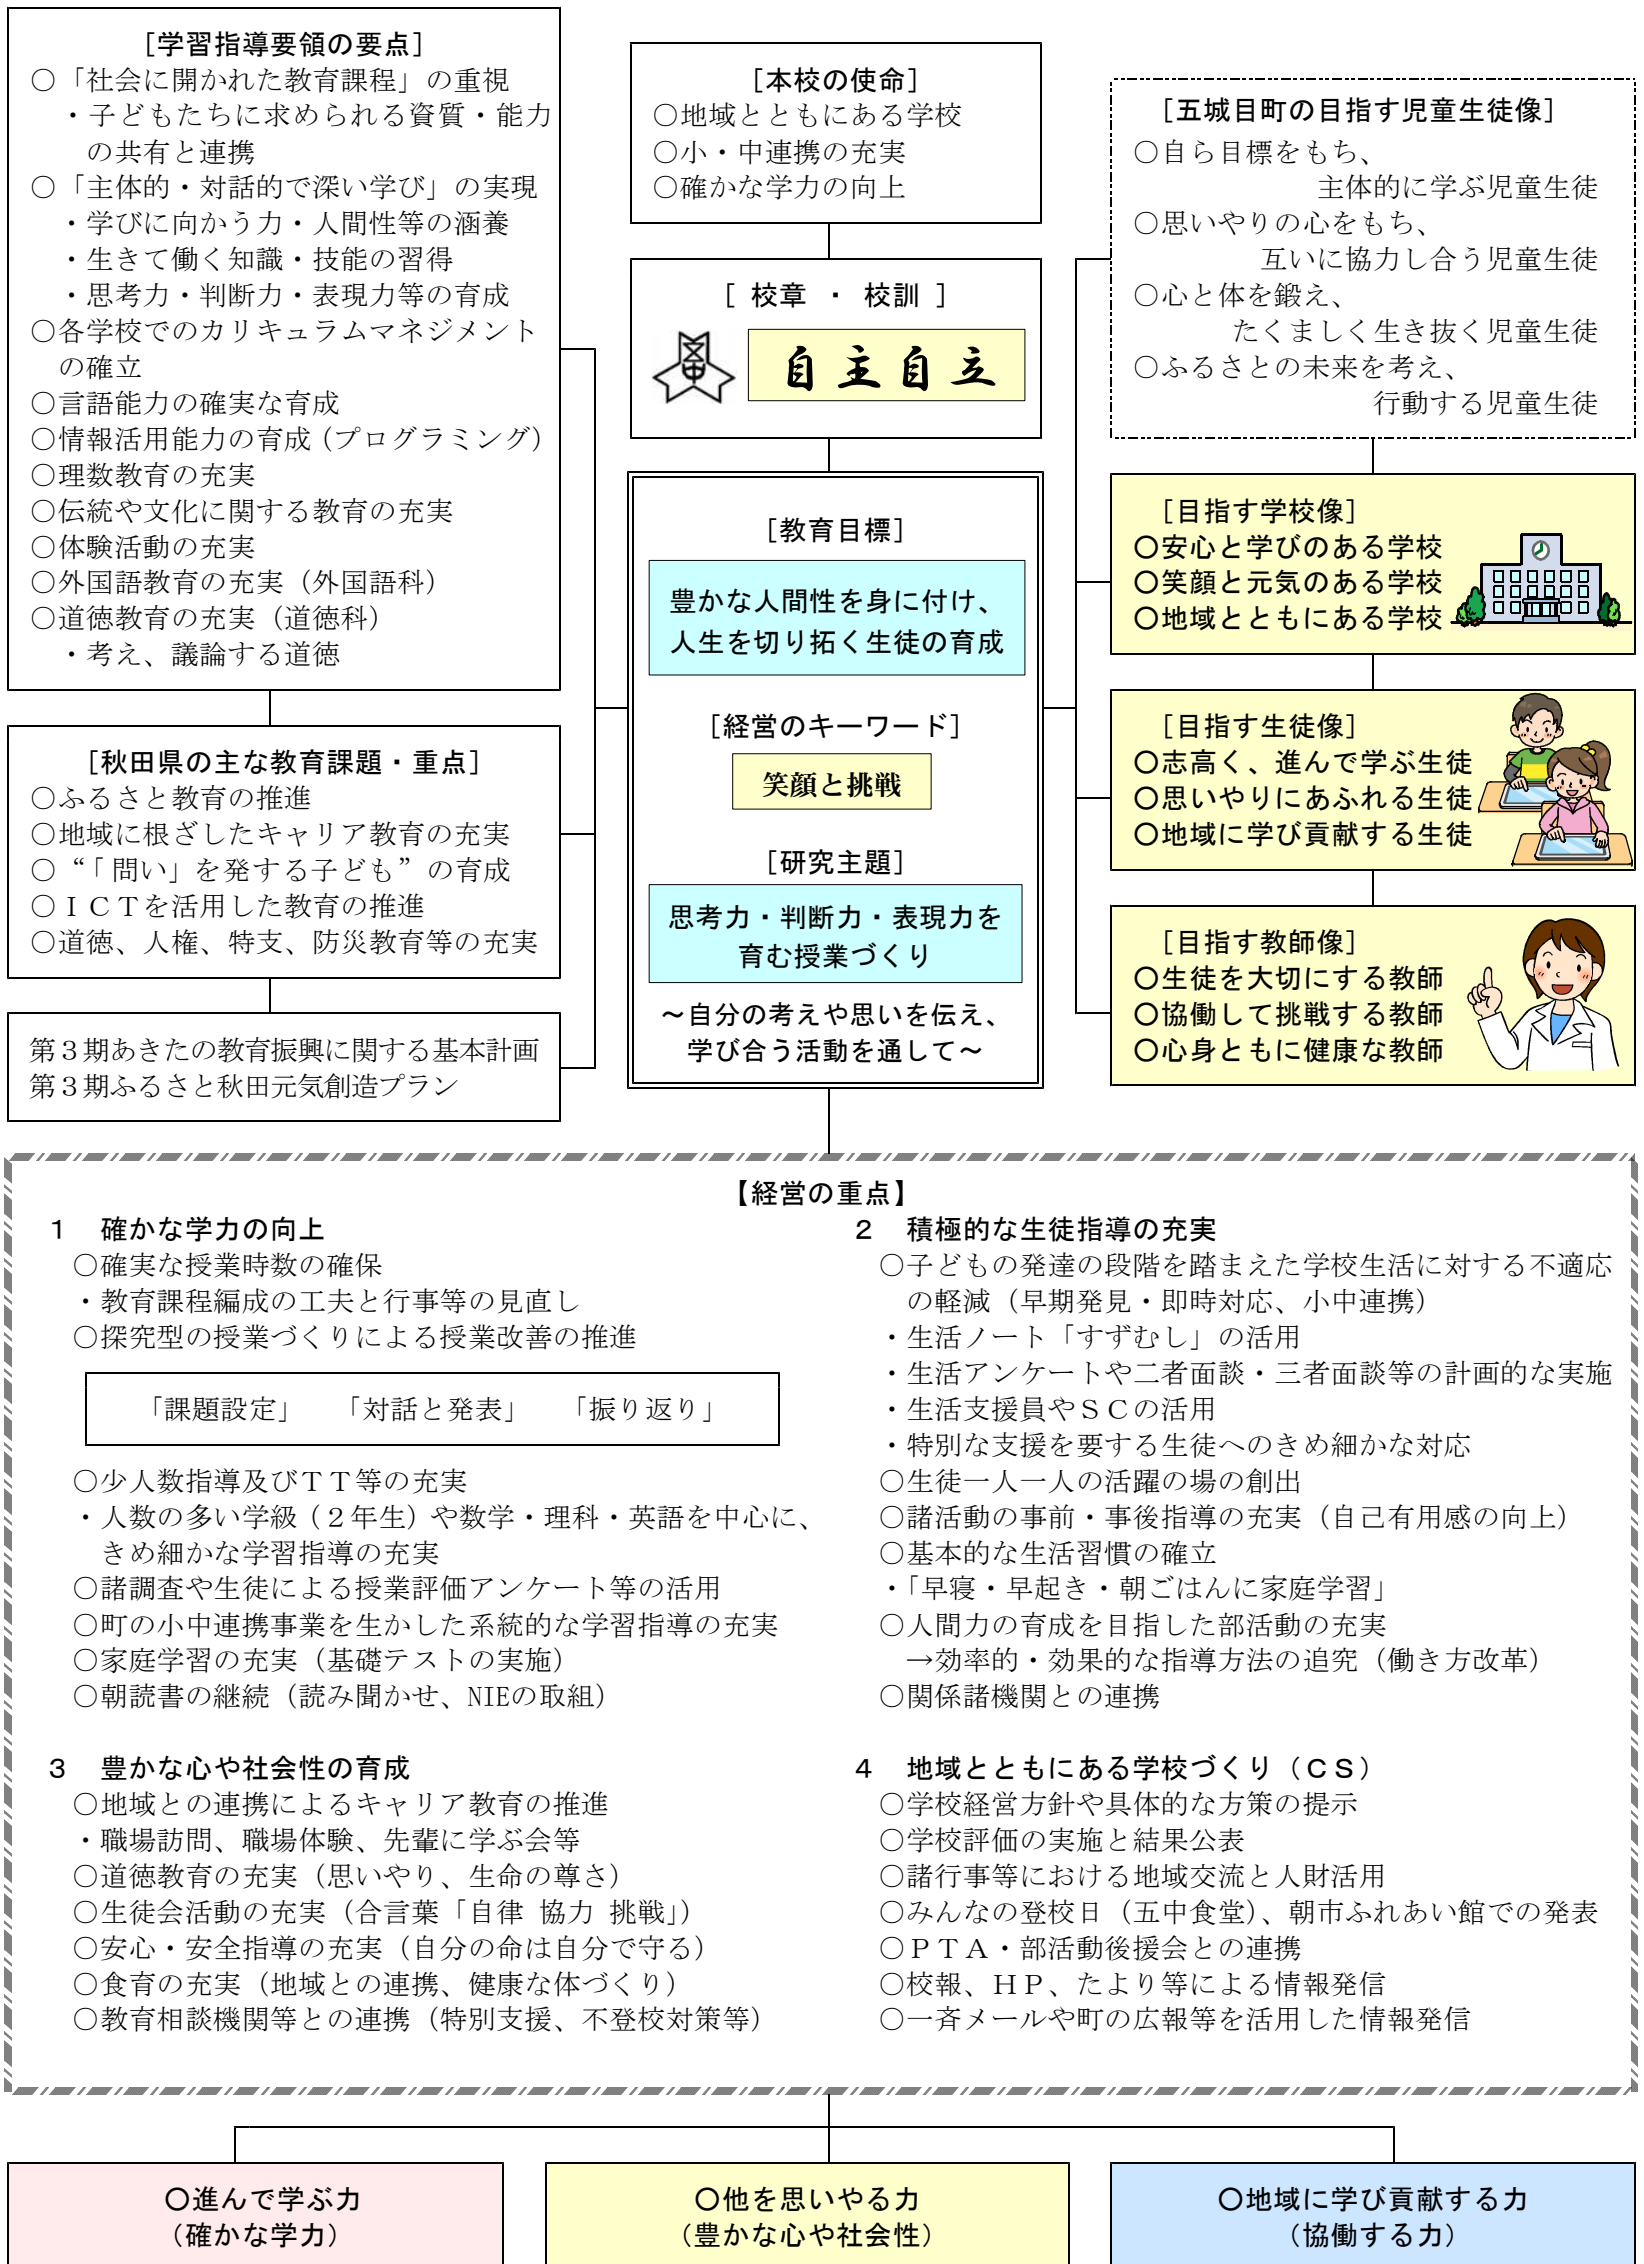 ［学習指導要領の要点］
○「社会に開かれた教育課程」の重視
・子どもたちに求められる資質・能力
の共有と連携
○「主体的・対話的で深い学び」の実現
・学びに向かう力・人間性等の涵養
・生きて働く知識・技能の習得
・思考力・判断力・表現力等の育成
○各学校でのカリキュラムマネジメント
の確立
○言語能力の確実な育成
○情報活用能力の育成（プログラミング）
○理数教育の充実
○伝統や文化に関する教育の充実
○体験活動の充実
○外国語教育の充実（外国語科）
○道徳教育の充実（道徳科）
・考え、議論する道徳
［秋田県の主な教育課題・重点］
○ふるさと教育の推進
○地域に根ざしたキャリア教育の充実
○“「問い」を発する子ども”の育成
○ＩＣＴを活用した教育の推進
○道徳、人権、特支、防災教育等の充実
第３期あきたの教育振興に関する基本計画
第３期ふるさと秋田元気創造プラン
［本校の使命］
○地域とともにある学校
○小・中連携の充実
○確かな学力の向上
［ 校章 ・ 校訓 ］
自主自立
［教育目標］
豊かな人間性を身に付け、
人生を切り拓く生徒の育成
［経営のキーワード］
笑顔と挑戦
［研究主題］
思考力・判断力・表現力を
育む授業づくり
～自分の考えや思いを伝え、
学び合う活動を通して～
［五城目町の目指す児童生徒像］
○自ら目標をもち、
主体的に学ぶ児童生徒
○思いやりの心をもち、
互いに協力し合う児童生徒
○心と体を鍛え、
たくましく生き抜く児童生徒
○ふるさとの未来を考え、
行動する児童生徒
［目指す学校像］
○安心と学びのある学校
○笑顔と元気のある学校
○地域とともにある学校
［目指す生徒像］
○志高く、進んで学ぶ生徒
○思いやりにあふれる生徒
○地域に学び貢献する生徒
［目指す教師像］
○生徒を大切にする教師
○協働して挑戦する教師
○心身ともに健康な教師
【経営の重点】
１　確かな学力の向上
○確実な授業時数の確保
・教育課程編成の工夫と行事等の見直し
○探究型の授業づくりによる授業改善の推進
「課題設定」　「対話と発表」　「振り返り」
○少人数指導及びＴＴ等の充実
・人数の多い学級（２年生）や数学・理科・英語を中心に、
きめ細かな学習指導の充実
○諸調査や生徒による授業評価アンケート等の活用
○町の小中連携事業を生かした系統的な学習指導の充実
○家庭学習の充実（基礎テストの実施）
○朝読書の継続（読み聞かせ、NIEの取組）
２　積極的な生徒指導の充実
○子どもの発達の段階を踏まえた学校生活に対する不適応
の軽減（早期発見・即時対応、小中連携）
・生活ノート「すずむし」の活用
・生活アンケートや二者面談・三者面談等の計画的な実施
・生活支援員やＳＣの活用
・特別な支援を要する生徒へのきめ細かな対応
○生徒一人一人の活躍の場の創出
○諸活動の事前・事後指導の充実（自己有用感の向上）
○基本的な生活習慣の確立
・「早寝・早起き・朝ごはんに家庭学習」
○人間力の育成を目指した部活動の充実
→効率的・効果的な指導方法の追究（働き方改革）
○関係諸機関との連携
３　豊かな心や社会性の育成
○地域との連携によるキャリア教育の推進
・職場訪問、職場体験、先輩に学ぶ会等
○道徳教育の充実（思いやり、生命の尊さ）
○生徒会活動の充実（合言葉「自律 協力 挑戦」）
○安心・安全指導の充実（自分の命は自分で守る）
○食育の充実（地域との連携、健康な体づくり）
○教育相談機関等との連携（特別支援、不登校対策等）
４　地域とともにある学校づくり（ＣＳ）
○学校経営方針や具体的な方策の提示
○学校評価の実施と結果公表
○諸行事等における地域交流と人財活用
○みんなの登校日（五中食堂）、朝市ふれあい館での発表
○ＰＴＡ・部活動後援会との連携
○校報、ＨＰ、たより等による情報発信
○一斉メールや町の広報等を活用した情報発信
○進んで学ぶ力
（確かな学力）
○他を思いやる力
（豊かな心や社会性）
○地域に学び貢献する力
（協働する力）